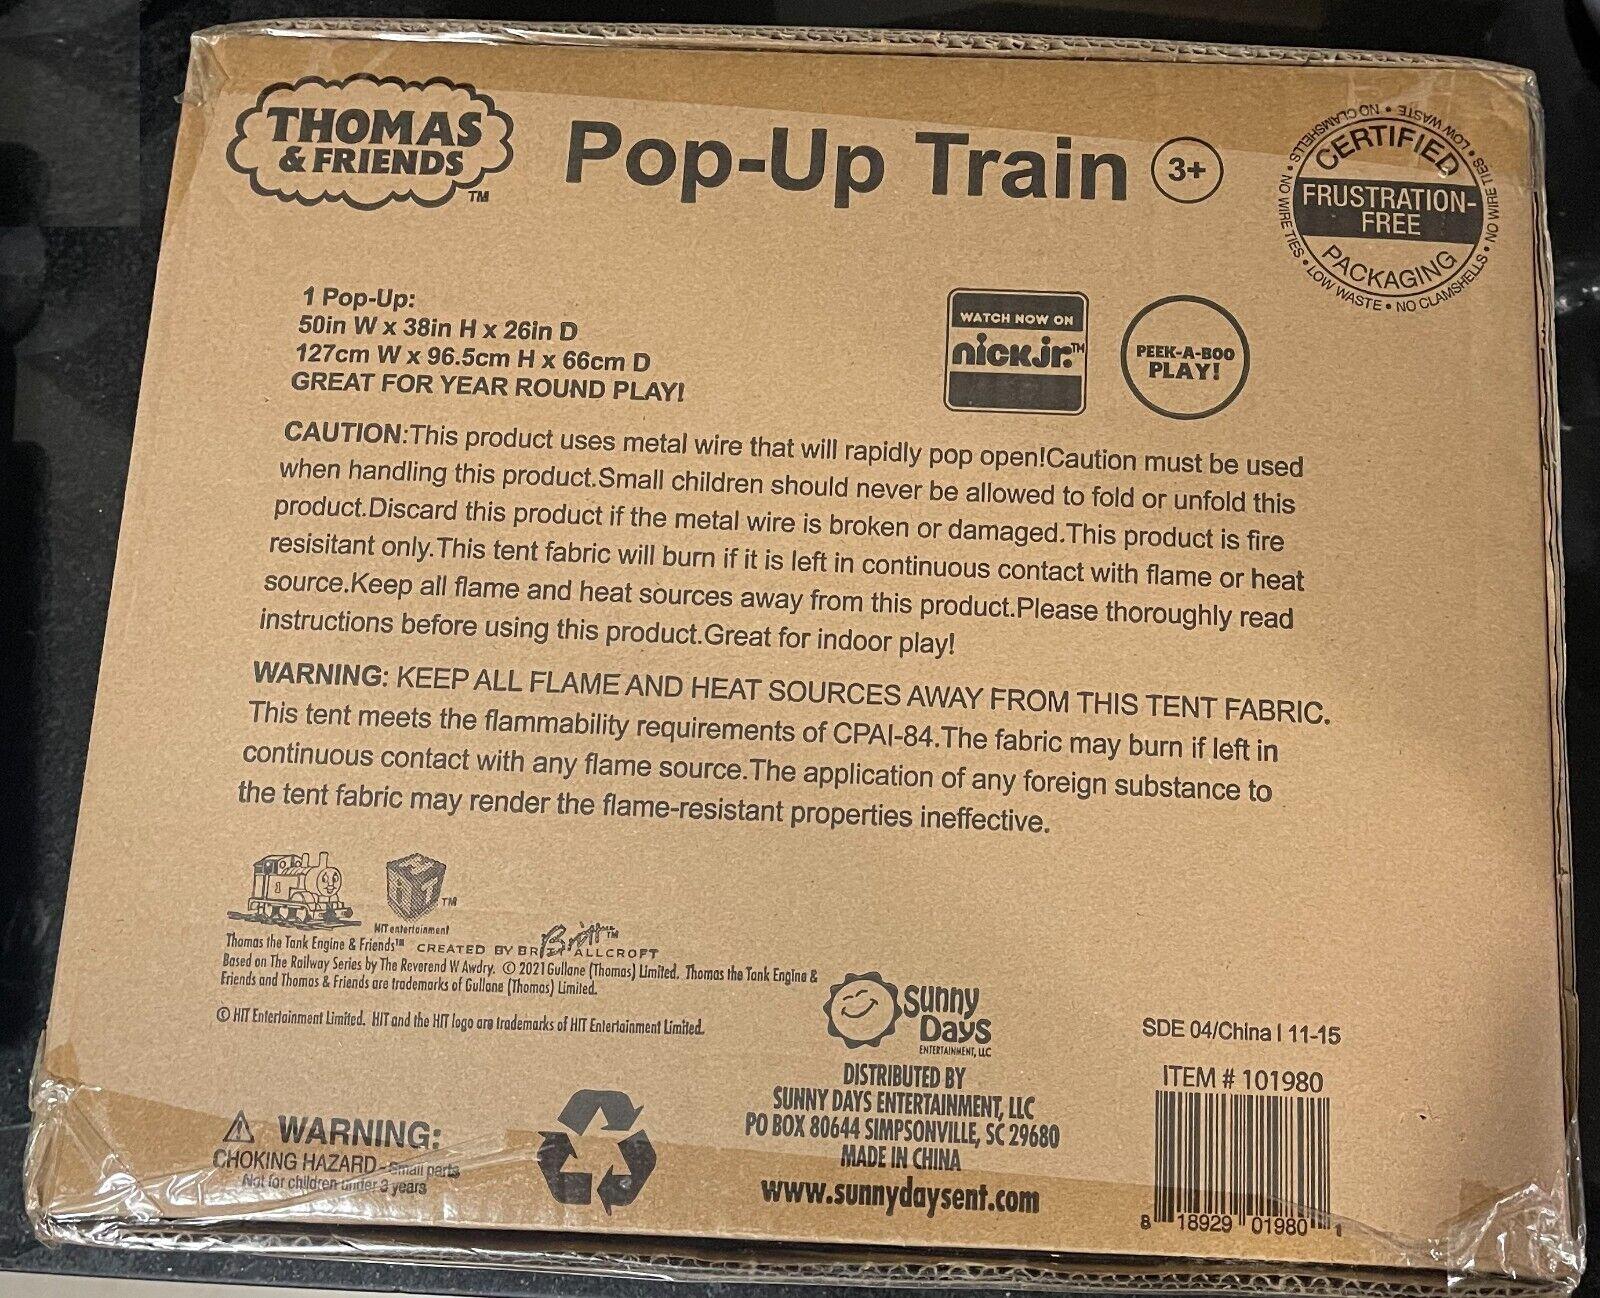 THOMAS
& FRIENDS
TM
Pop-Up Train
3+
CERTIFIED
FRUSTRATION-
FREE
PACKAGING
NO WIRE TIES • LOW WASTE • NO CLAMSHELLS • NO WIRE TIES • LOW WASTE • NO CLAMSHELLS •
1 Pop-Up:
50in W x 38in H x 26in D
127cm W x 96.5cm H x 66cm D
GREAT FOR YEAR ROUND PLAY!
WATCH NOW ON
nick jr.™
PEEK-A-BOO
PLAY!
CAUTION:This product uses metal wire that will rapidly pop open!Caution must be used
when handling this product.Small children should never be allowed to fold or unfold this
product.Discard this product if the metal wire is broken or damaged.This product is fire
resisitant only.This tent fabric will burn if it is left in continuous contact with flame or heat
source.Keep all flame and heat sources away from this product.Please thoroughly read
instructions before using this product.Great for indoor play!
WARNING: KEEP ALL FLAME AND HEAT SOURCES AWAY FROM THIS TENT FABRIC.
This tent meets the flammability requirements of CPAI-84.The fabric may burn if left in
continuous contact with any flame source.The application of any foreign substance to
the tent fabric may render the flame-resistant properties ineffective.
1
HiT TM
HIT entertainment
Thomas the Tank Engine & Friends™ CREATED BY BRITT ALLCROFT
Britt TM
Based on The Railway Series by The Reverend W Awdry. © 2021 Gullane (Thomas) Limited. Thomas the Tank Engine &
Friends and Thomas & Friends are trademarks of Gullane (Thomas) Limited.
© HIT Entertainment Limited. HIT and the HIT logo are trademarks of HIT Entertainment Limited.
sunny
Days
ENTERTAINMENT, LLC
DISTRIBUTED BY
SUNNY DAYS ENTERTAINMENT, LLC
PO BOX 80644 SIMPSONVILLE, SC 29680
MADE IN CHINA
www.sunnydaysent.com
SDE 04/China | 11-15
ITEM # 101980
8 18929 01980 1
WARNING:
CHOKING HAZARD - Small parts
Not for children under 3 years